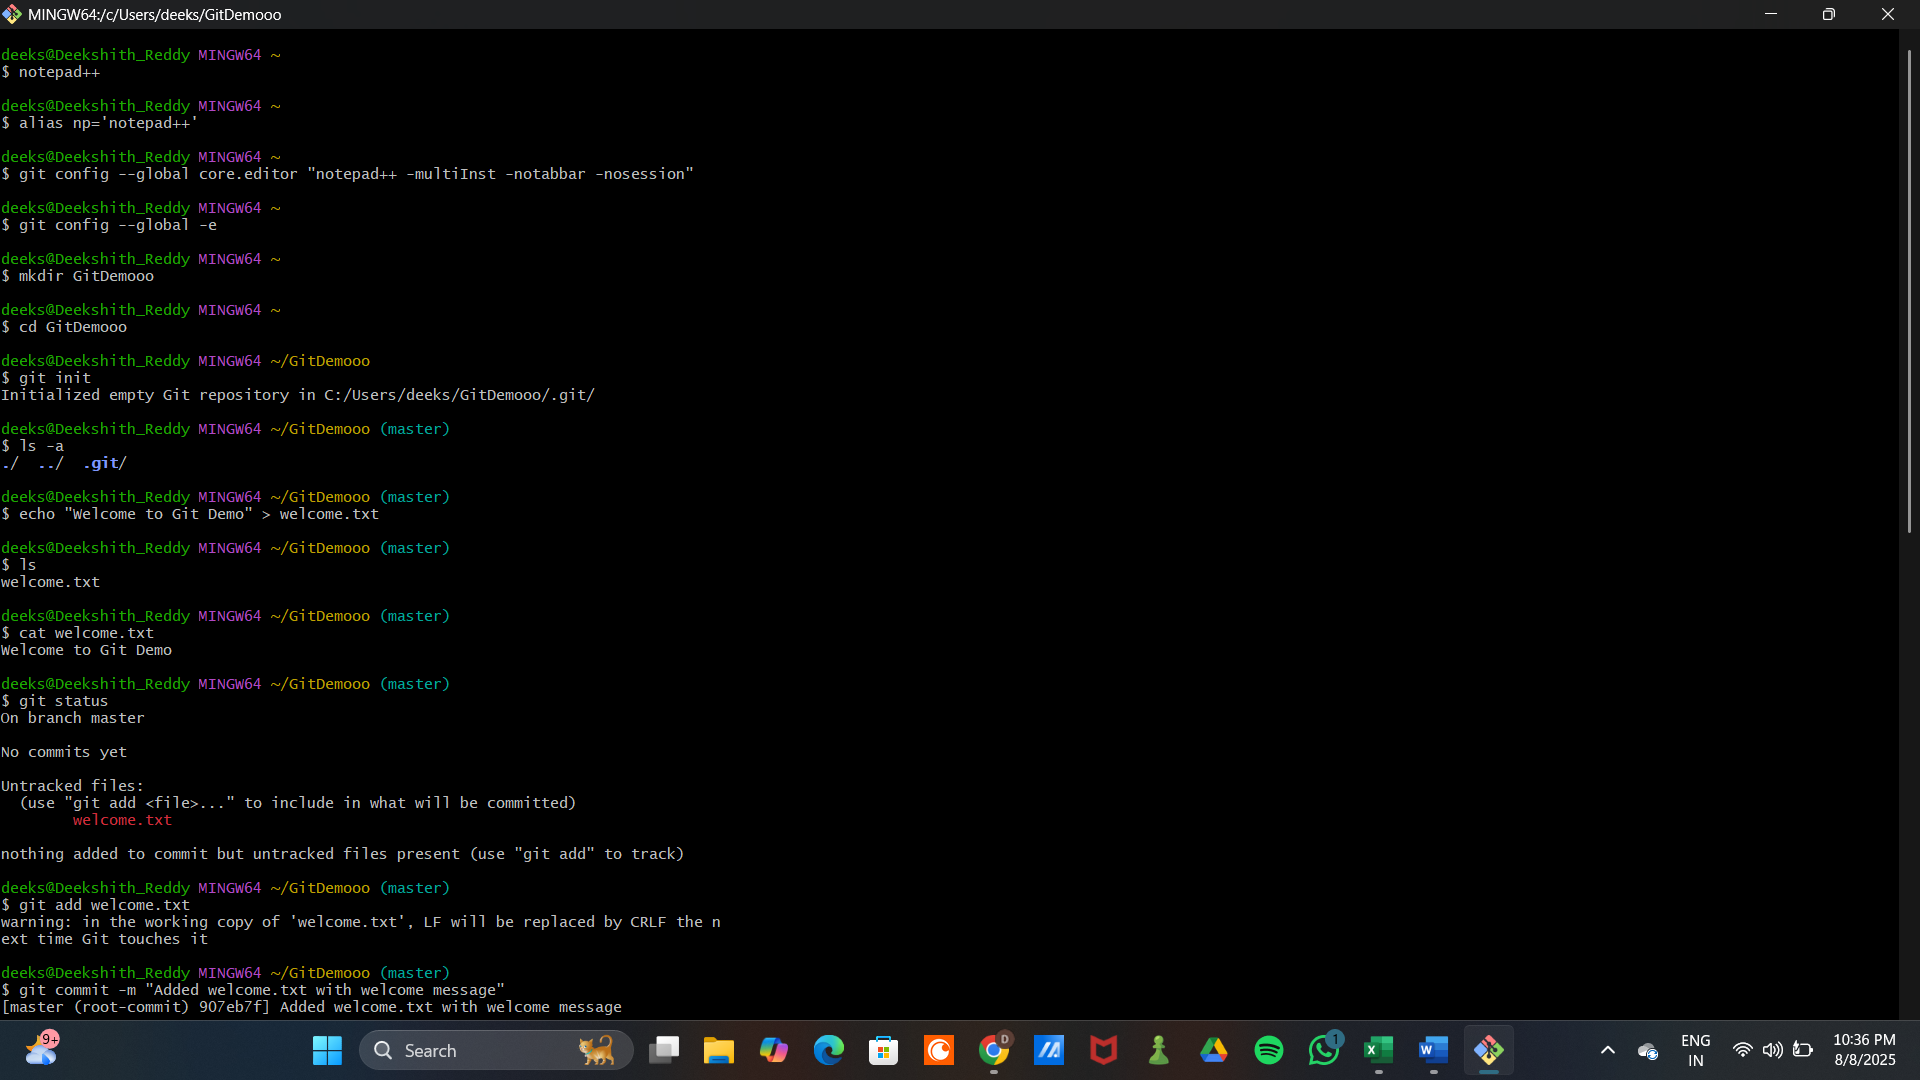 MINGW64:/c/Users/deeks/GitDemooo
deeks@Deekshith_Reddy MINGW64 ~
$ notepad++
deeks@Deekshith_Reddy MINGW64 ~
$ alias np='notepad++'
deeks@Deekshith_Reddy MINGW64 ~
$ git config --global core.editor "notepad++ -multiInst -notabbar -nosession"
deeks@Deekshith_Reddy MINGW64 ~
$ git config --global -e
deeks@Deekshith_Reddy MINGW64 ~
$ mkdir GitDemooo
deeks@Deekshith_Reddy MINGW64 ~
$ cd GitDemooo
deeks@Deekshith_Reddy MINGW64 ~/GitDemooo
$ git init
Initialized empty Git repository in C:/Users/deeks/GitDemooo/.git/
deeks@Deekshith_Reddy MINGW64 ~/GitDemooo (master)
$ ls -a
./  ../  .git/
deeks@Deekshith_Reddy MINGW64 ~/GitDemooo (master)
$ echo "Welcome to Git Demo" > welcome.txt
deeks@Deekshith_Reddy MINGW64 ~/GitDemooo (master)
$ ls
welcome.txt
deeks@Deekshith_Reddy MINGW64 ~/GitDemooo (master)
$ cat welcome.txt
Welcome to Git Demo
deeks@Deekshith_Reddy MINGW64 ~/GitDemooo (master)
$ git status
On branch master
No commits yet
Untracked files:
  (use "git add <file>..." to include in what will be committed)
        welcome.txt
nothing added to commit but untracked files present (use "git add" to track)
deeks@Deekshith_Reddy MINGW64 ~/GitDemooo (master)
$ git add welcome.txt
warning: in the working copy of 'welcome.txt', LF will be replaced by CRLF the n
ext time Git touches it
deeks@Deekshith_Reddy MINGW64 ~/GitDemooo (master)
$ git commit -m "Added welcome.txt with welcome message"
[master (root-commit) 907eb7f] Added welcome.txt with welcome message
9+
Search
D
1
X
W
ENG
IN
10:36 PM
8/8/2025